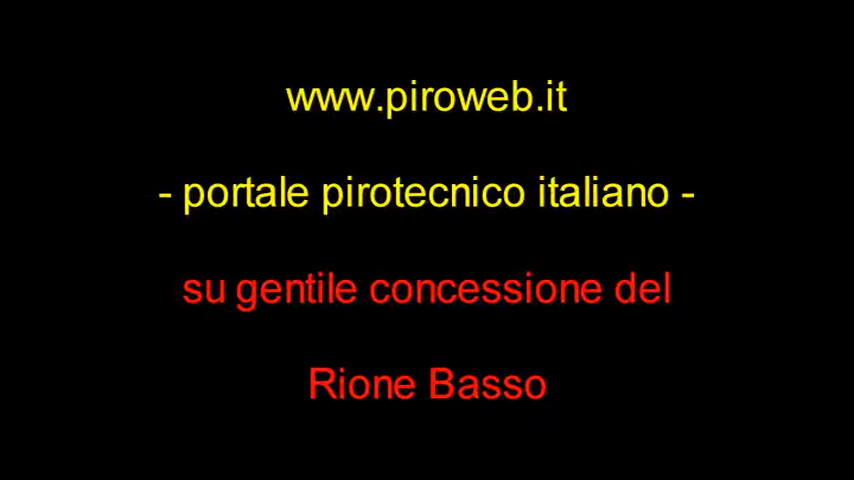 www.piroweb.it
- portale pirotecnico italiano -
su gentile concessione del
Rione Basso